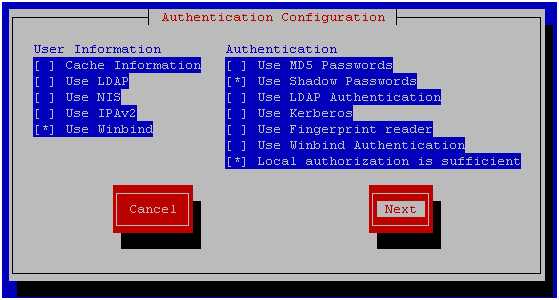 Authentication Configuration
User Information
[ ] Cache Information
[ ] Use LDAP
[ ] Use NIS
[ ] Use IPAv2
[*] Use Winbind
Authentication
[ ] Use MD5 Passwords
[*] Use Shadow Passwords
[ ] Use LDAP Authentication
[ ] Use Kerberos
[ ] Use Fingerprint reader
[ ] Use Winbind Authentication
[*] Local authorization is sufficient
Cancel
Next